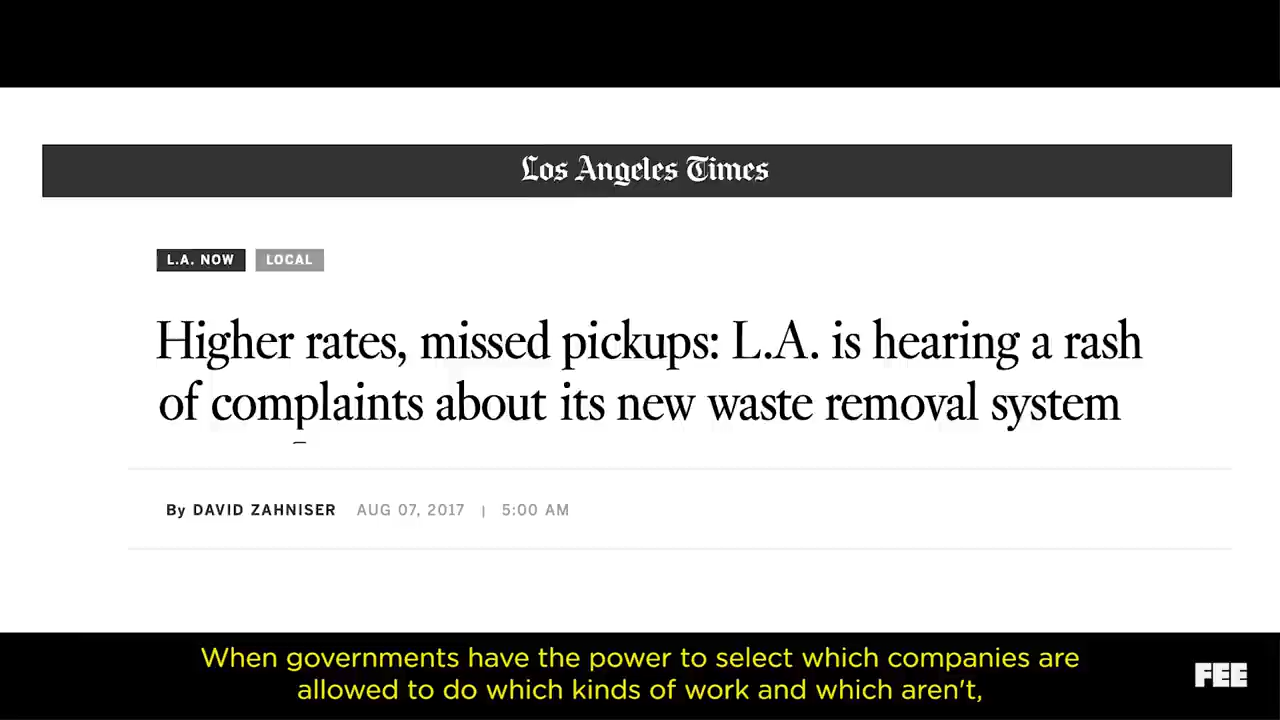 Los Angeles Times
L.A. NOW LOCAL
Higher rates, missed pickups: L.A. is hearing a rash
of complaints about its new waste removal system
By DAVID ZAHNISER AUG 07, 2017 | 5:00 AM
When governments have the power to select which companies are
allowed to do which kinds of work and which aren't,
FEE